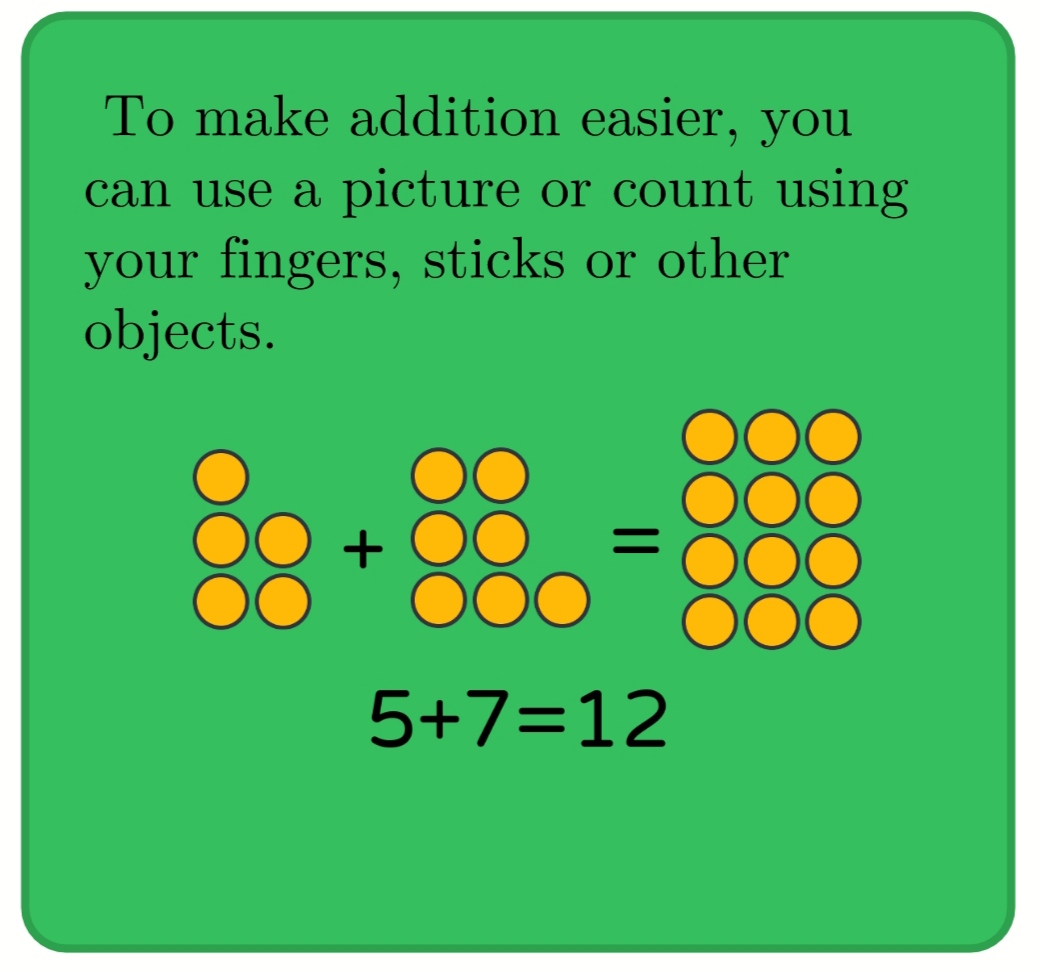 To make addition easier, you
can use a picture or count using
your fingers, sticks or other
objects.
+ =
5+7=12